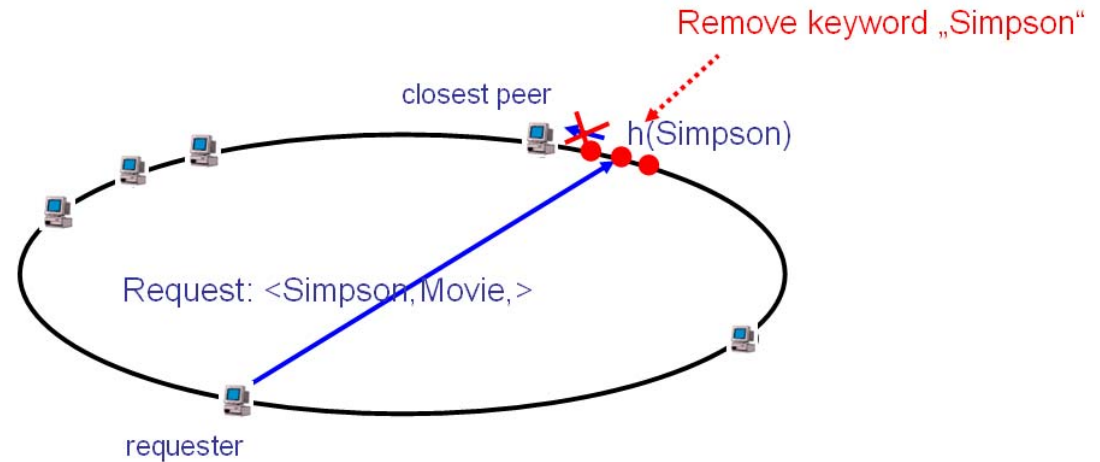 Remove keyword „Simpson“
closest peer
h(Simpson)
Request: <Simpson,Movie,>
requester